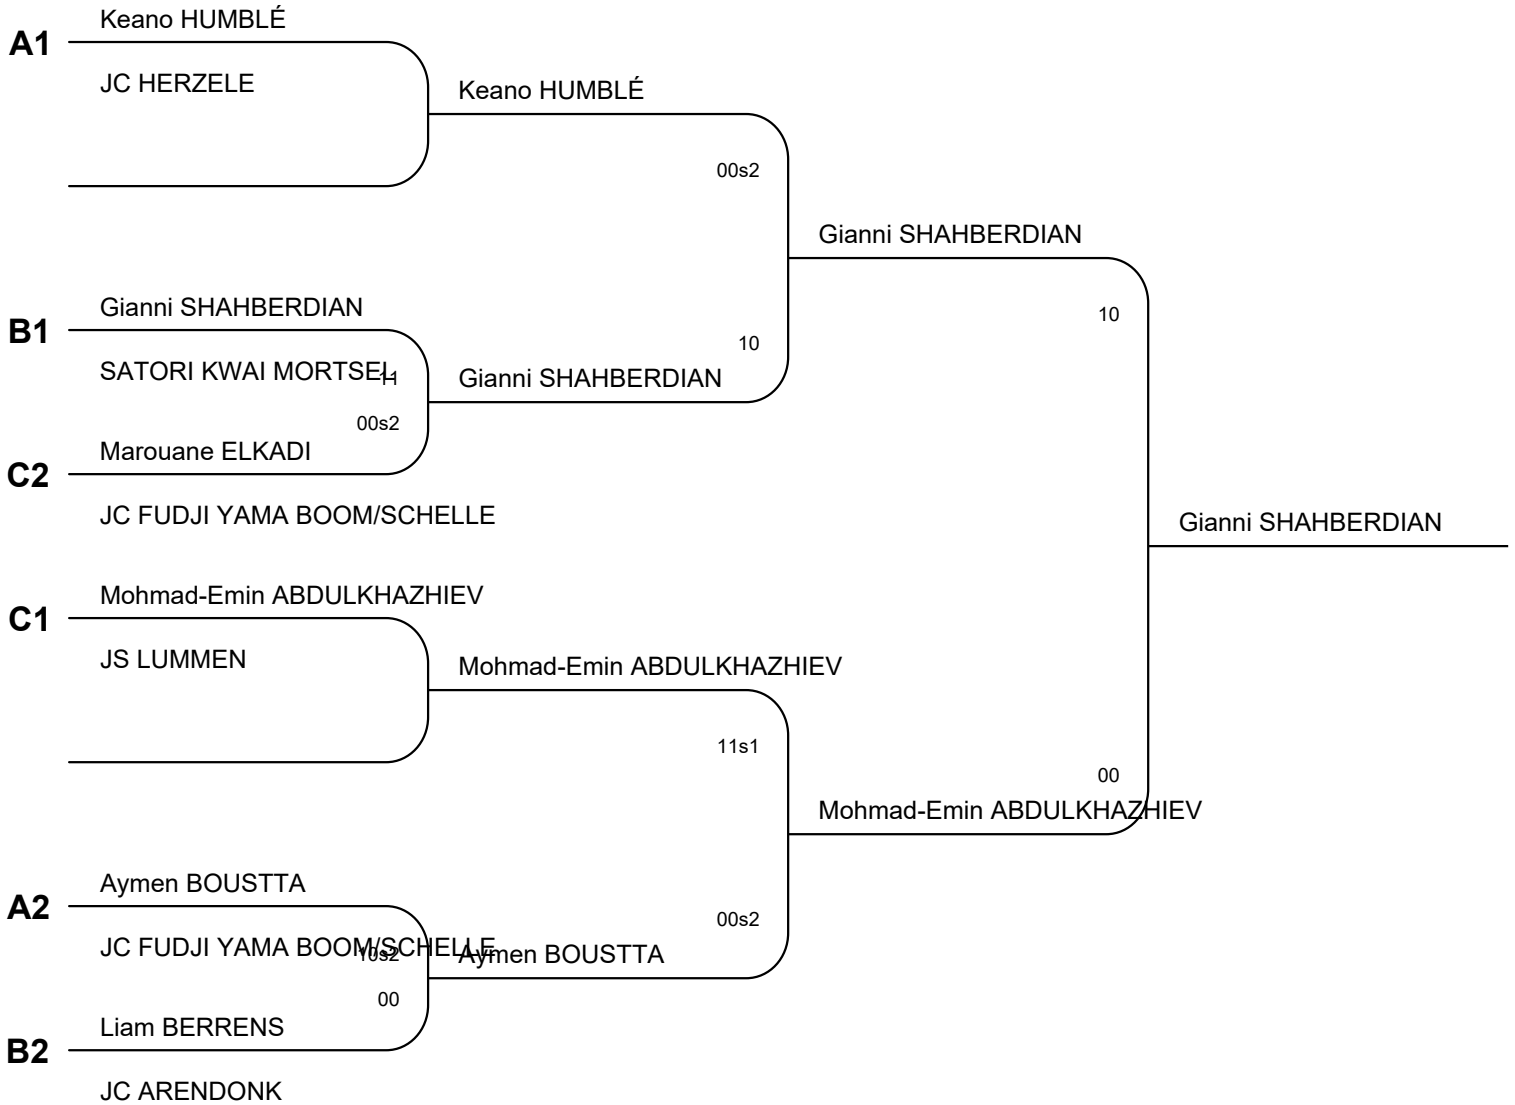 Keano HUMBLÉ
A1
JC HERZELE
Keano HUMBLÉ
00s2
Gianni SHAHBERDIAN
Gianni SHAHBERDIAN
B1
10
10
SATORI KWAI MORTSEL
11
Gianni SHAHBERDIAN
00s2
Marouane ELKADI
C2
JC FUDJI YAMA BOOM/SCHELLE
Gianni SHAHBERDIAN
Mohmad-Emin ABDULKHAZHIEV
C1
JS LUMMEN
Mohmad-Emin ABDULKHAZHIEV
11s1
00
Mohmad-Emin ABDULKHAZHIEV
Aymen BOUSTTA
A2
00s2
JC FUDJI YAMA BOOM/SCHELLE
10s2
Aymen BOUSTTA
00
Liam BERRENS
B2
JC ARENDONK